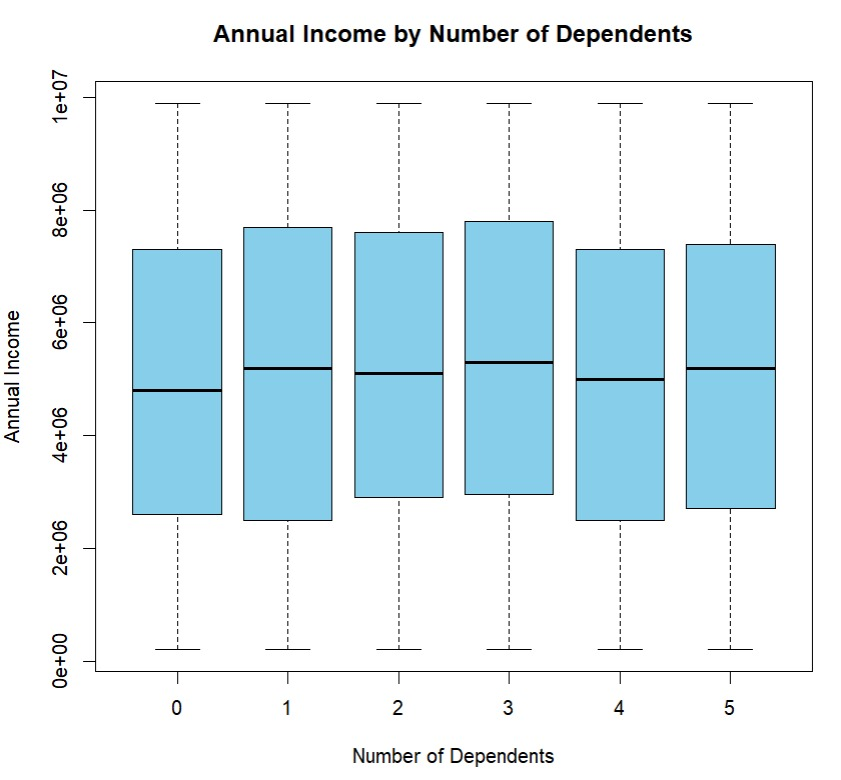 Annual Income by Number of Dependents
1e+07
8e+06
6e+06
4e+06
2e+06
0e+00
Annual Income
0 1 2 3 4 5
Number of Dependents